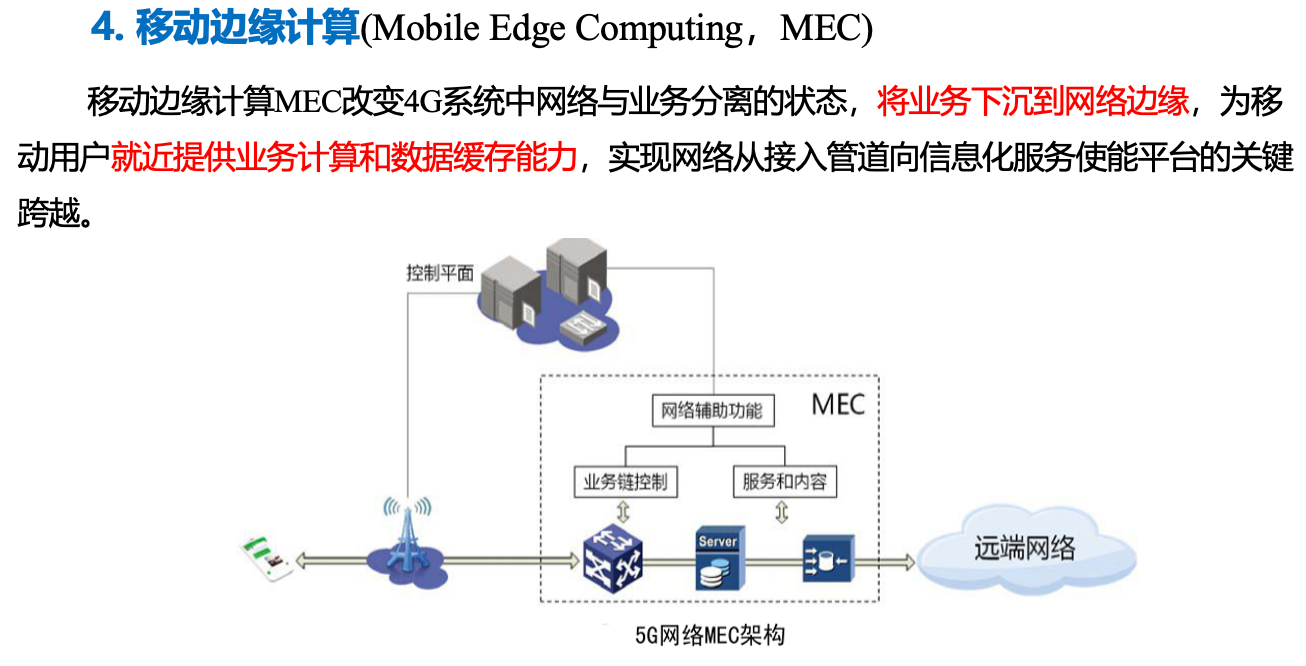 4. 移动边缘计算(Mobile Edge Computing，MEC)
移动边缘计算MEC改变4G系统中网络与业务分离的状态，将业务下沉到网络边缘，为移
动用户就近提供业务计算和数据缓存能力，实现网络从接入管道向信息化服务使能平台的关键
跨越。
控制平面
MEC
网络辅助功能
业务链控制
服务和内容
Server
远端网络
5G网络MEC架构